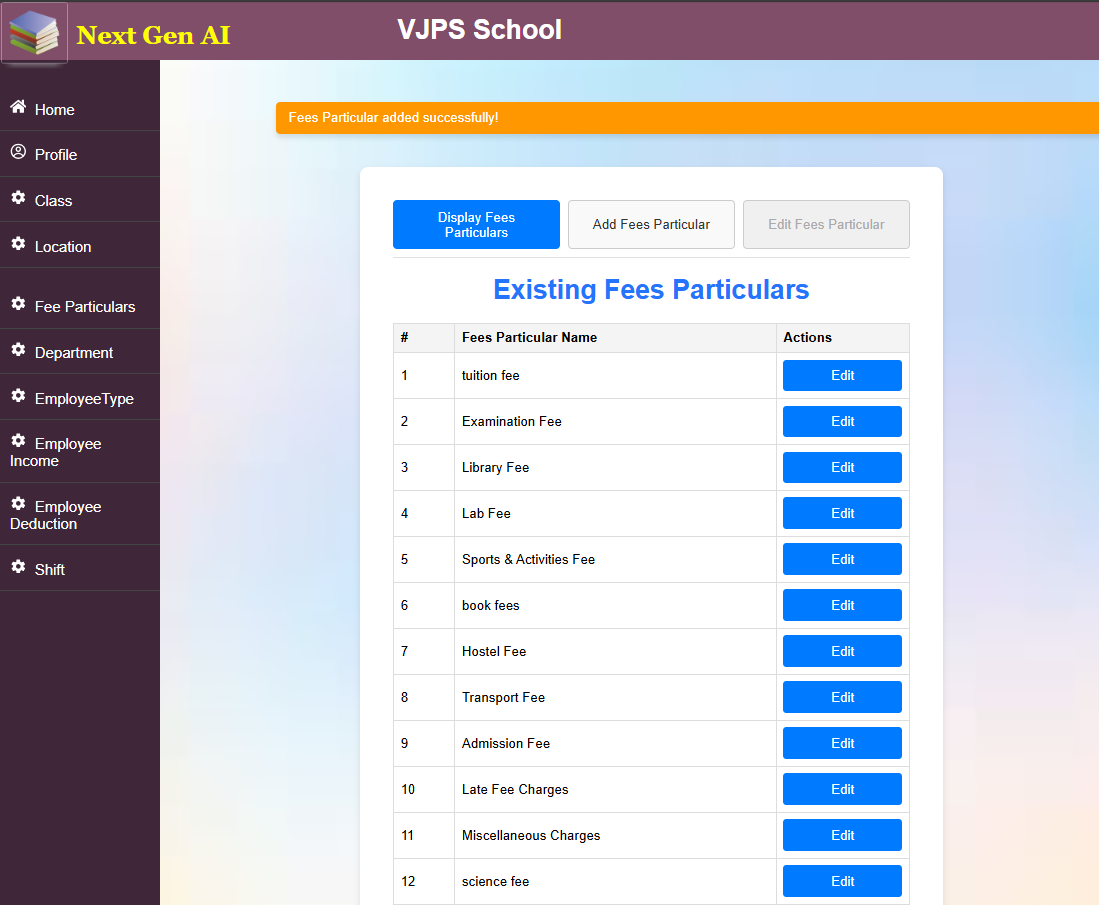 Next Gen AI
VJPS School
Home
Profile
Class
Location
Fee Particulars
Department
EmployeeType
Employee
Income
Employee
Deduction
Shift
Fees Particular added successfully!
Display Fees
Particulars
Add Fees Particular
Edit Fees Particular
Existing Fees Particulars
# Fees Particular Name Actions
1 tuition fee Edit
2 Examination Fee Edit
3 Library Fee Edit
4 Lab Fee Edit
5 Sports & Activities Fee Edit
6 book fees Edit
7 Hostel Fee Edit
8 Transport Fee Edit
9 Admission Fee Edit
10 Late Fee Charges Edit
11 Miscellaneous Charges Edit
12 science fee Edit